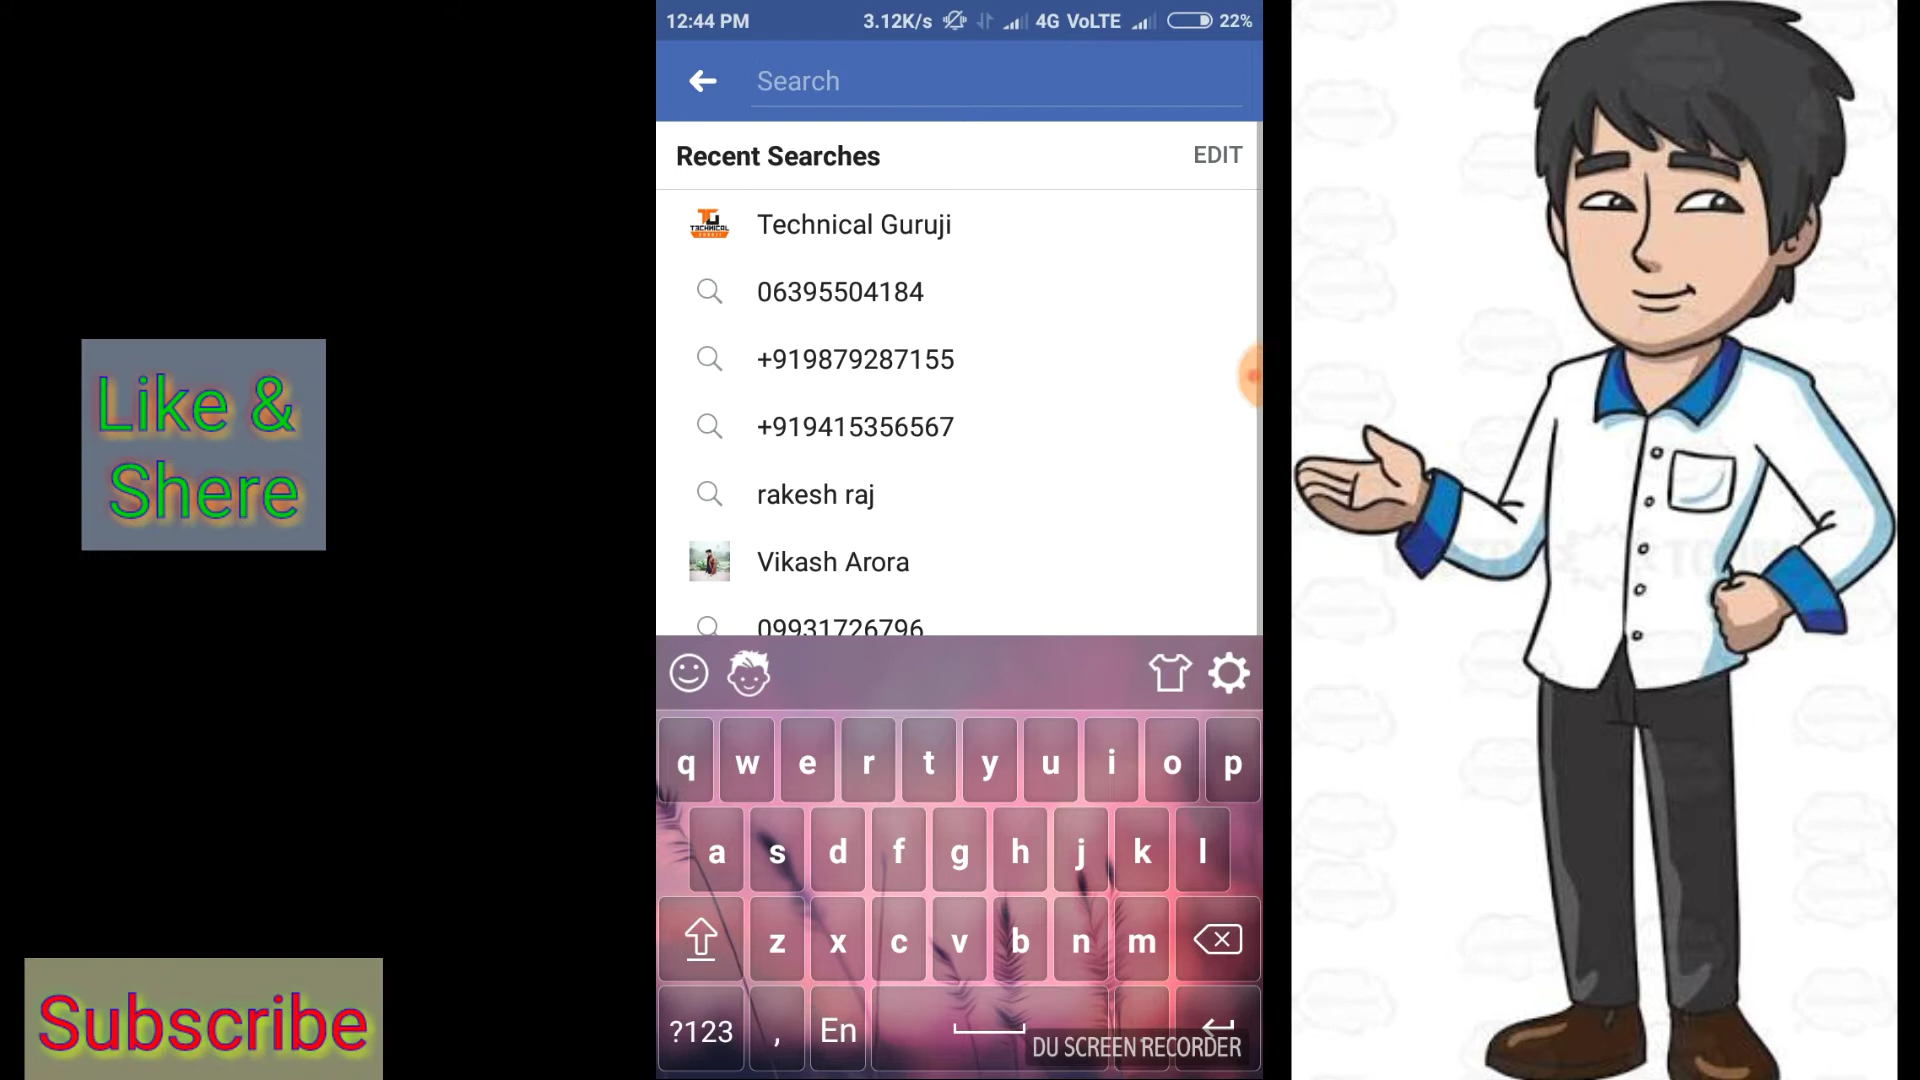 12:44 PM 3.12K/s 4G VoLTE 22%
Search
Recent Searches EDIT
Technical Guruji
06395504184
+919879287155
+919415356567
rakesh raj
Vikash Arora
09931726796
Like &
Shere
q w e r t y u i o p
a s d f g h j k l
z x c v b n m
?123 , En
DU SCREEN RECORDER
Subscribe